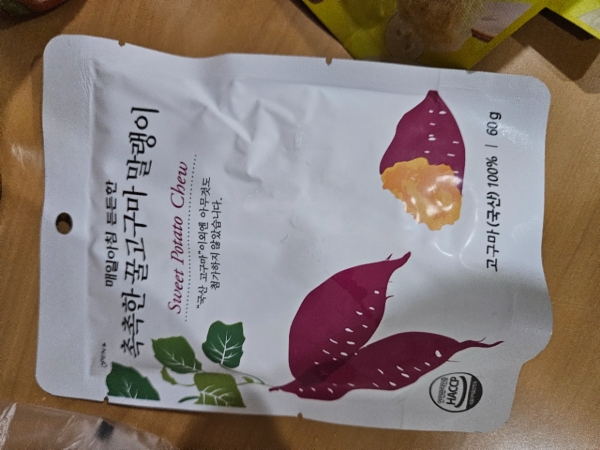 매일아침 든든한
촉촉한 꿀고구마 말랭이
Sweet Potato Chew
"국산 고구마"이외엔 아무것도
첨가하지 않았습니다.
고구마(국산)100% | 60g
OPEN
HACCP